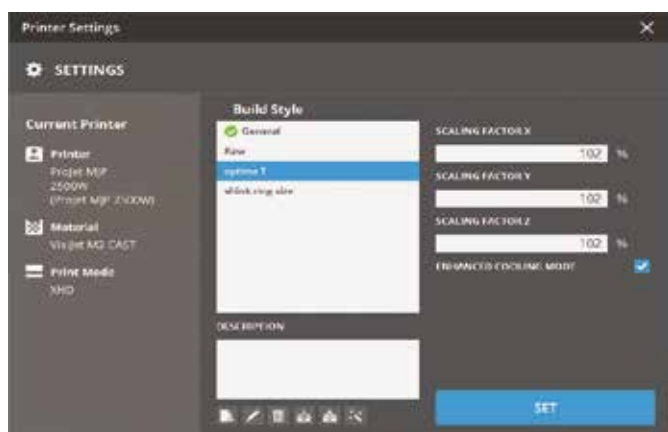 Printer Settings
SETTINGS
Current Printer
Printer
ProJet MJP
2500W
(ProJet MJP 2500W)
Material
VisiJet M2 CAST
Print Mode
XHD
Build Style
General
Raw
option 1
ring size
DESCRIPTION
SCALING FACTOR X
102 %
SCALING FACTOR Y
102 %
SCALING FACTOR Z
102 %
ENHANCED COOLING MODE
SET